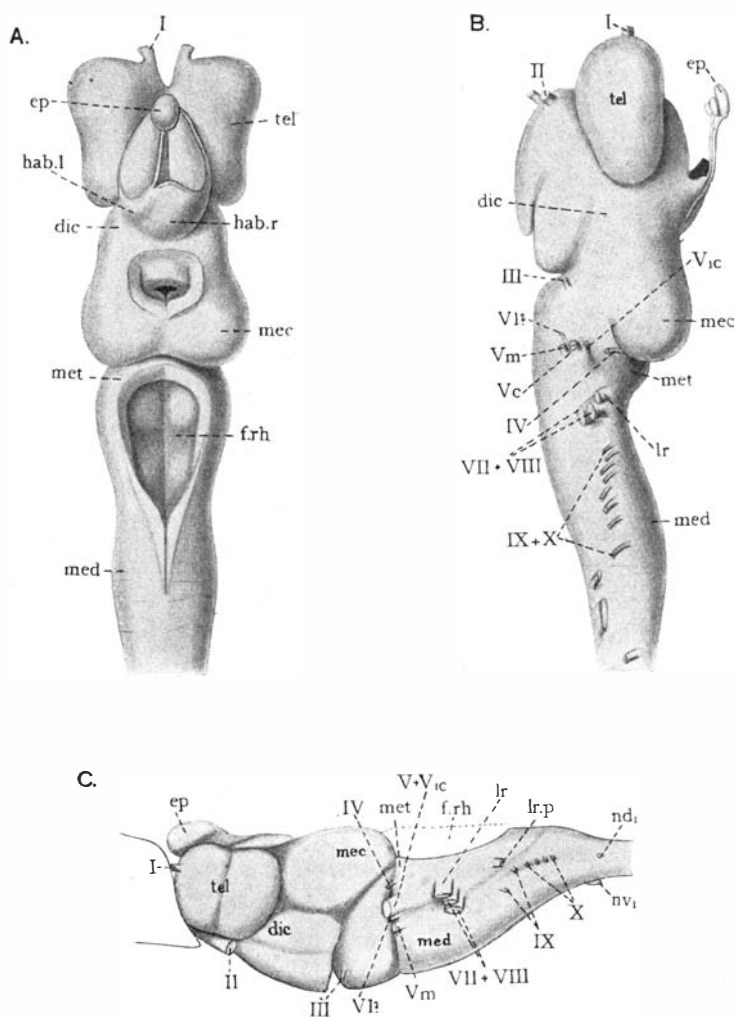 A.
I
ep
tel
hab.l
hab.r
dic
mec
met
f.rh
med
B.
I
II
ep
tel
dic
V₁c
III
VI?
mec
Vm
Vc
met
IV
lr
VII + VIII
med
IX + X
C.
V+V₁c
ep
IV
met
f.rh
lr
lr.p
I
mec
nd₁
tel
dic
nv₁
X
med
IX
II
III
VI?
Vm
VII + VIII